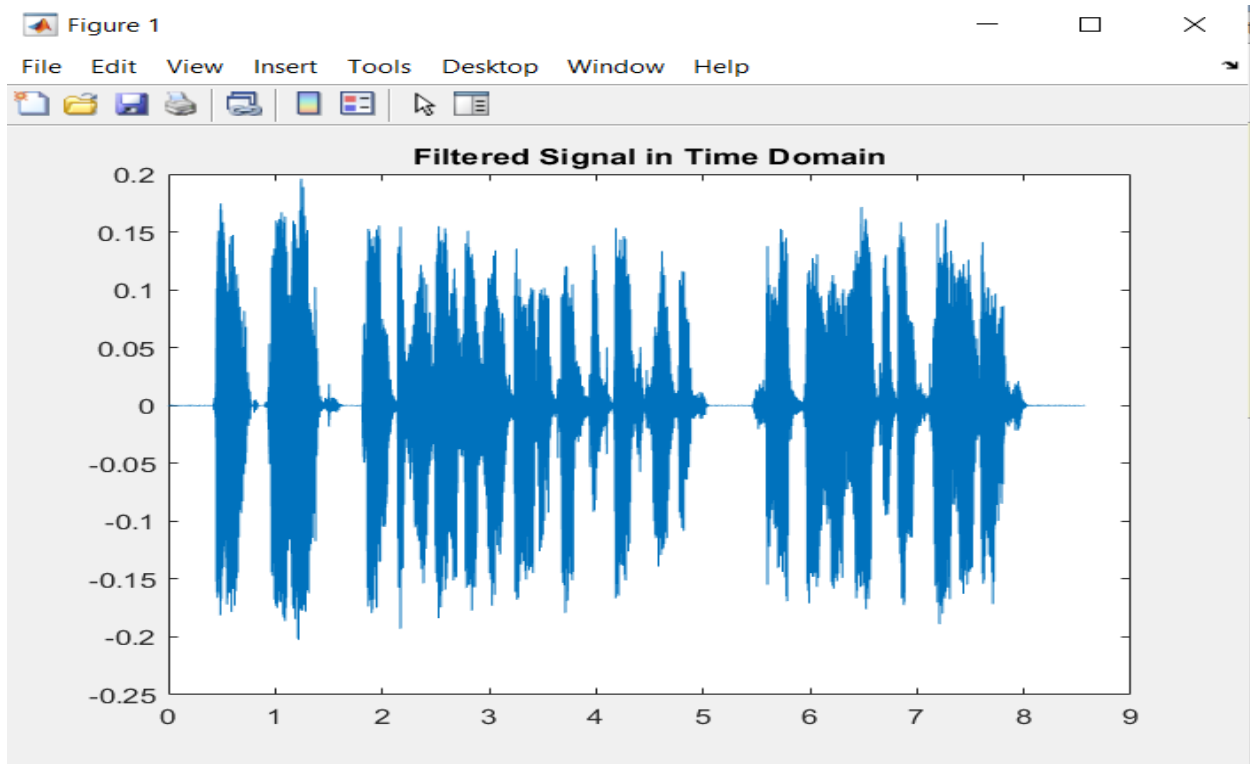 Figure 1
File Edit View Insert Tools Desktop Window Help
Filtered Signal in Time Domain
0.2
0.15
0.1
0.05
0
-0.05
-0.1
-0.15
-0.2
-0.25
0 1 2 3 4 5 6 7 8 9